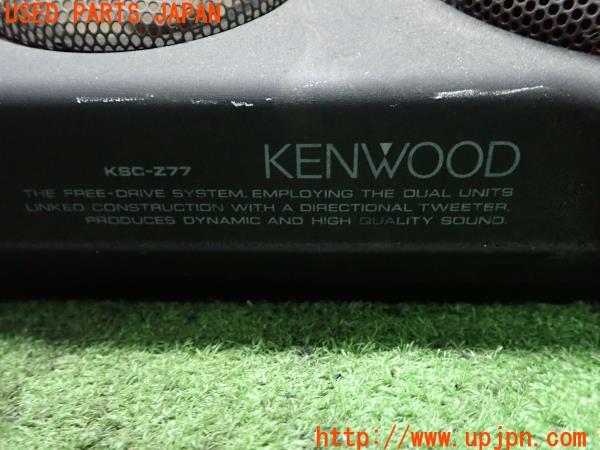 USED PARTS JAPAN
KSC-Z77 KENWOOD
THE FREE-DRIVE SYSTEM, EMPLOYING THE DUAL UNITS
LINKED CONSTRUCTION WITH A DIRECTIONAL TWEETER,
PRODUCES DYNAMIC AND HIGH QUALITY SOUND.
http://www.upjpn.com/